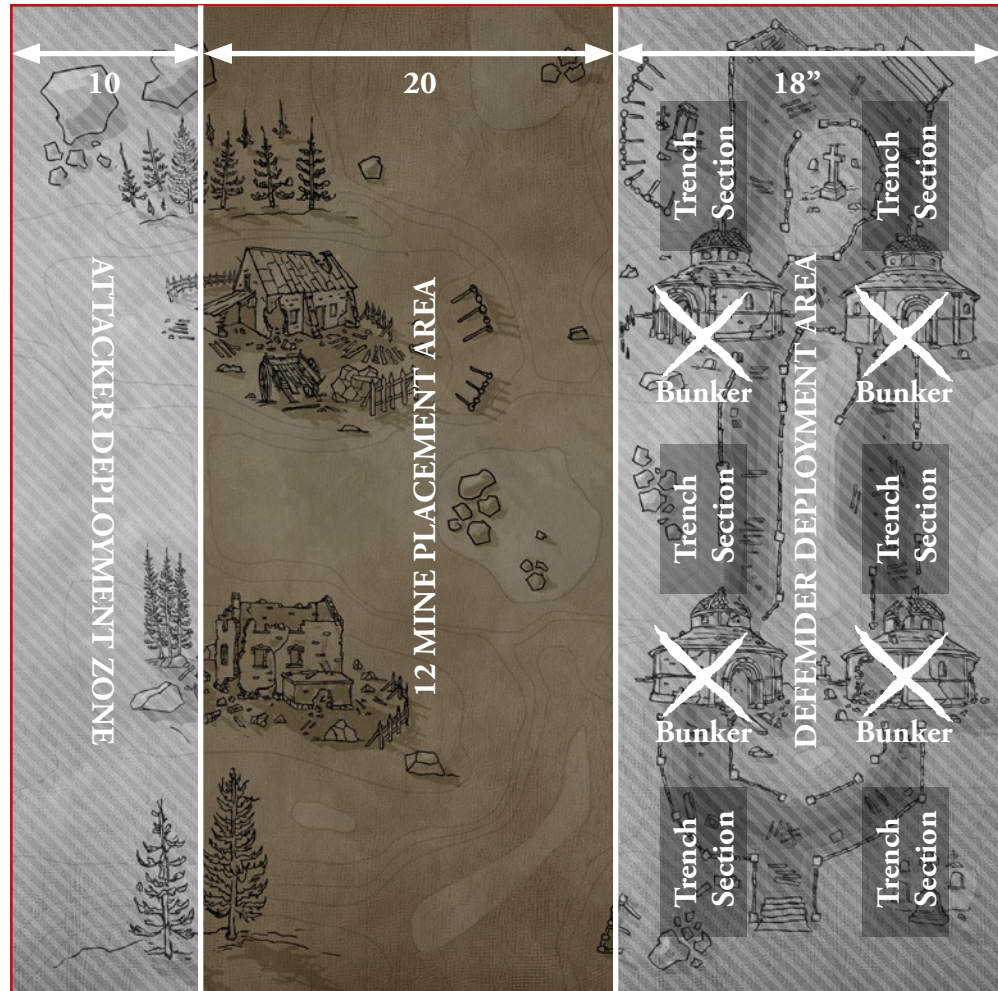 10
20
18”
ATTACKER DEPLOYMENT ZONE
12 MINE PLACEMENT AREA
DEFEMDER DEPLOYMENT AREA
Trench
Section
Trench
Section
Bunker
Bunker
Trench
Section
Trench
Section
Bunker
Bunker
Trench
Section
Trench
Section